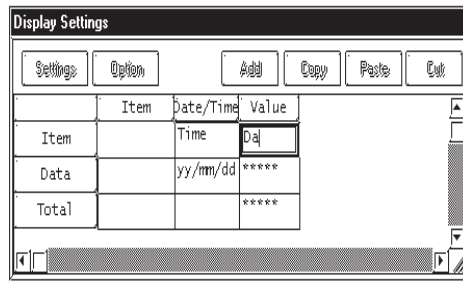 Display Settings
Settings Option Add Copy Paste Cut
Item Date/Time Value
Item Time Da
Data yy/mm/dd *****
Total *****